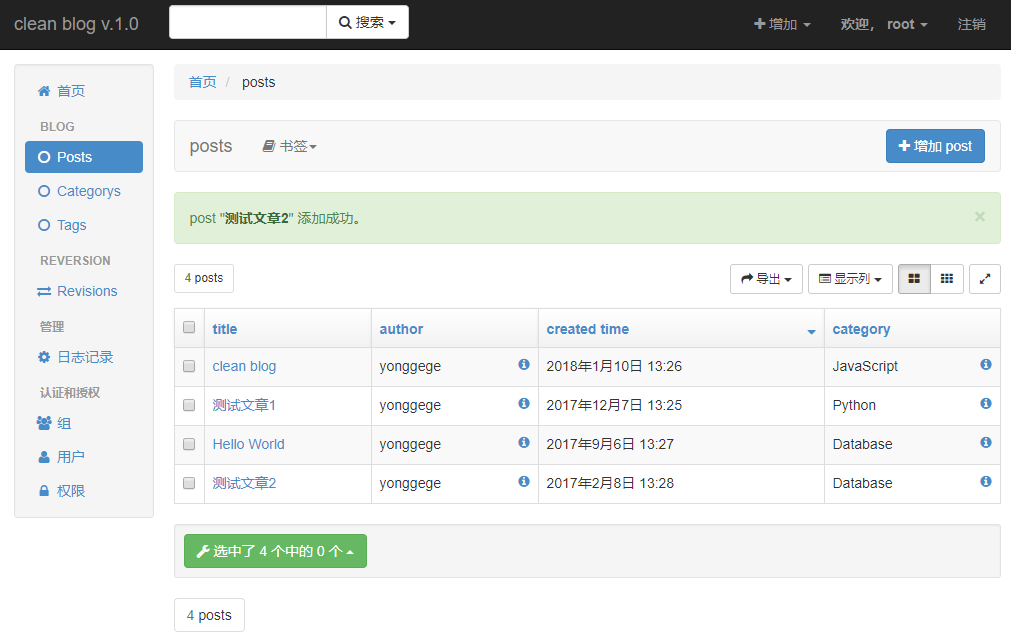 clean blog v.1.0
搜索
增加
欢迎， root
注销
首页
BLOG
Posts
Categorys
Tags
REVERSION
Revisions
管理
日志记录
认证和授权
组
用户
权限
首页 / posts
posts
书签
增加 post
post "测试文章2" 添加成功。
×
4 posts
导出
显示列
title author created time category
clean blog yonggege 2018年1月10日 13:26 JavaScript
测试文章1 yonggege 2017年12月7日 13:25 Python
Hello World yonggege 2017年9月6日 13:27 Database
测试文章2 yonggege 2017年2月8日 13:28 Database
选中了 4 个中的 0 个
4 posts